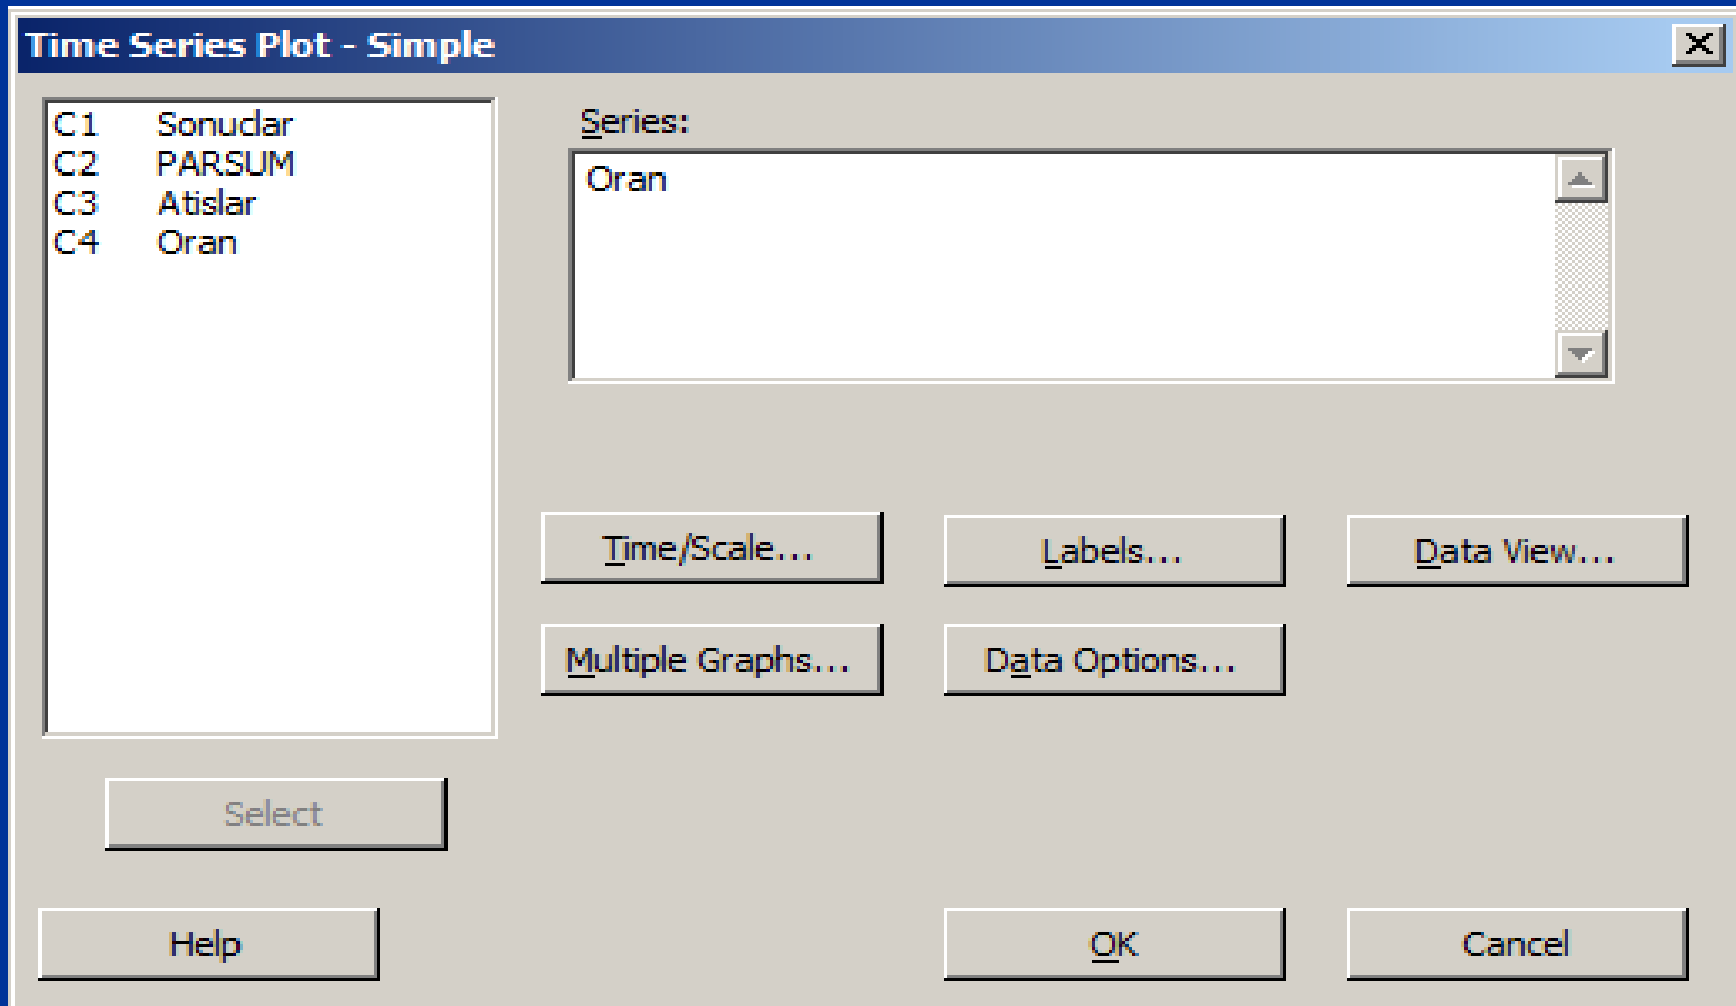 Time Series Plot - Simple
C1 Sonuclar
C2 PARSUM
C3 Atislar
C4 Oran
Series:
Oran
Time/Scale...
Labels...
Data View...
Multiple Graphs...
Data Options...
Select
Help
OK
Cancel